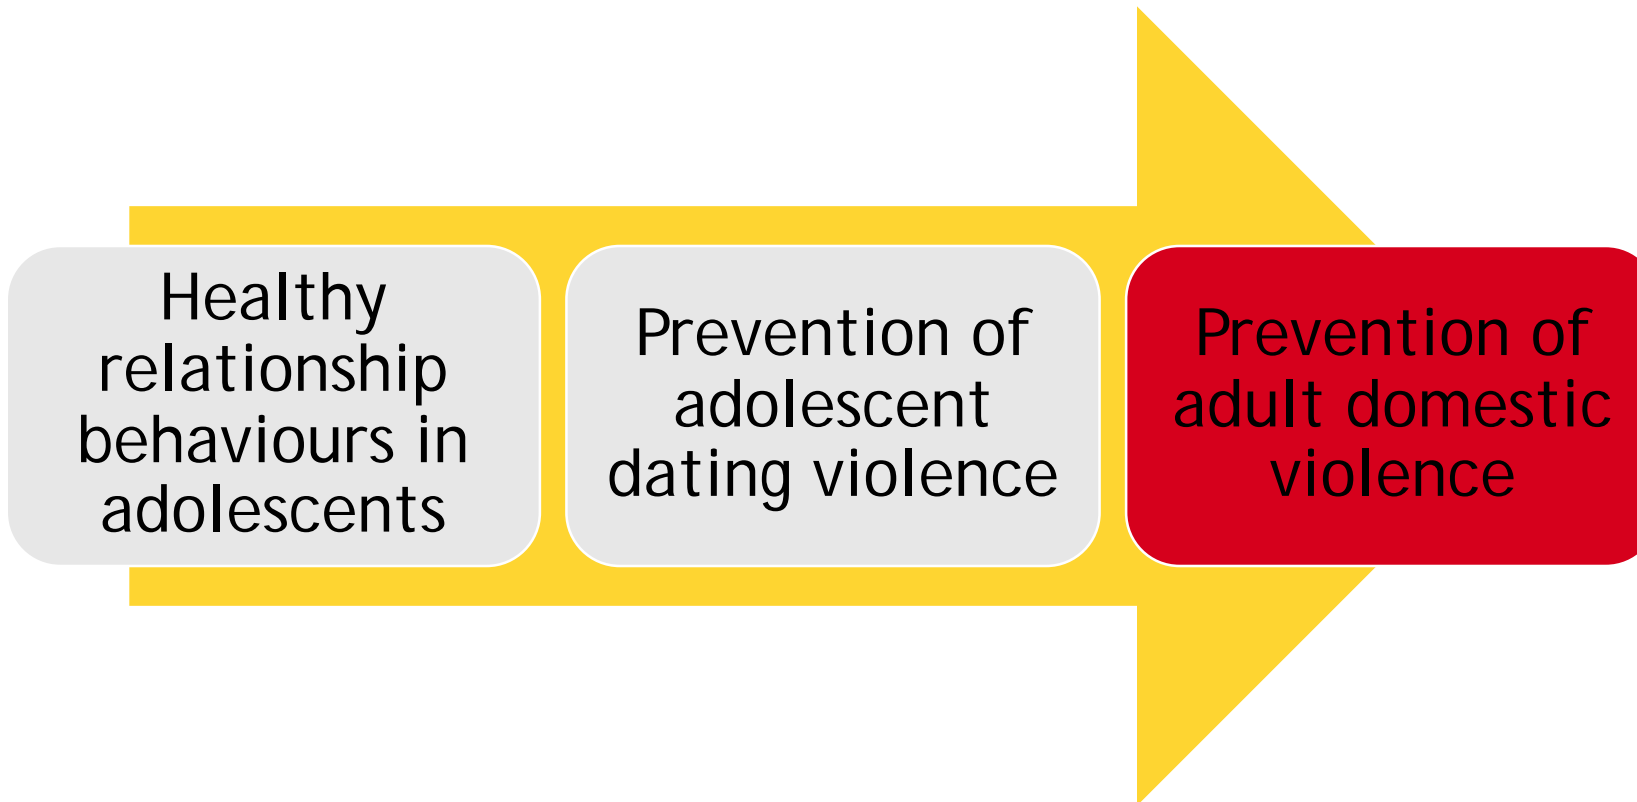 Healthy
relationship
behaviours in
adolescents
Prevention of
adolescent
dating violence
Prevention of
adult domestic
violence